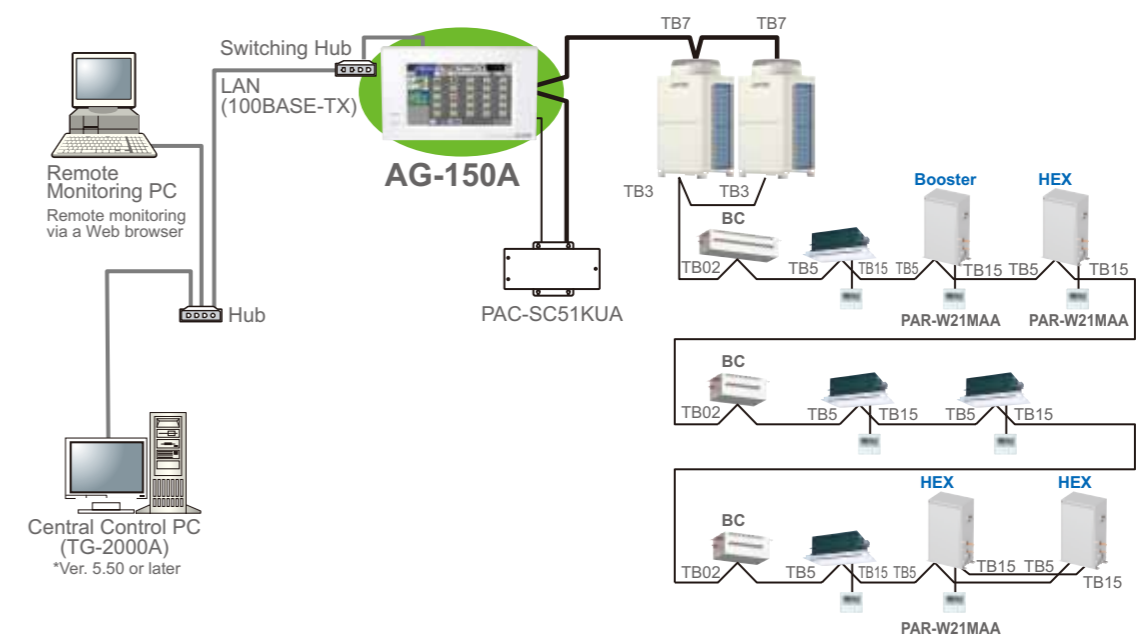 TB7
TB7
Switching Hub
LAN
(100BASE-TX)
AG-150A
Remote
Monitoring PC
Remote monitoring
via a Web browser
TB3
TB3
PAC-SC51KUA
Hub
Central Control PC
(TG-2000A)
*Ver. 5.50 or later
BC
Booster
HEX
TB02
TB5
TB15
TB5
TB15
TB5
TB15
PAR-W21MAA
PAR-W21MAA
BC
TB02
TB5
TB15
TB5
TB15
HEX
HEX
BC
TB02
TB5
TB15
TB5
TB15
TB5
TB15
PAR-W21MAA